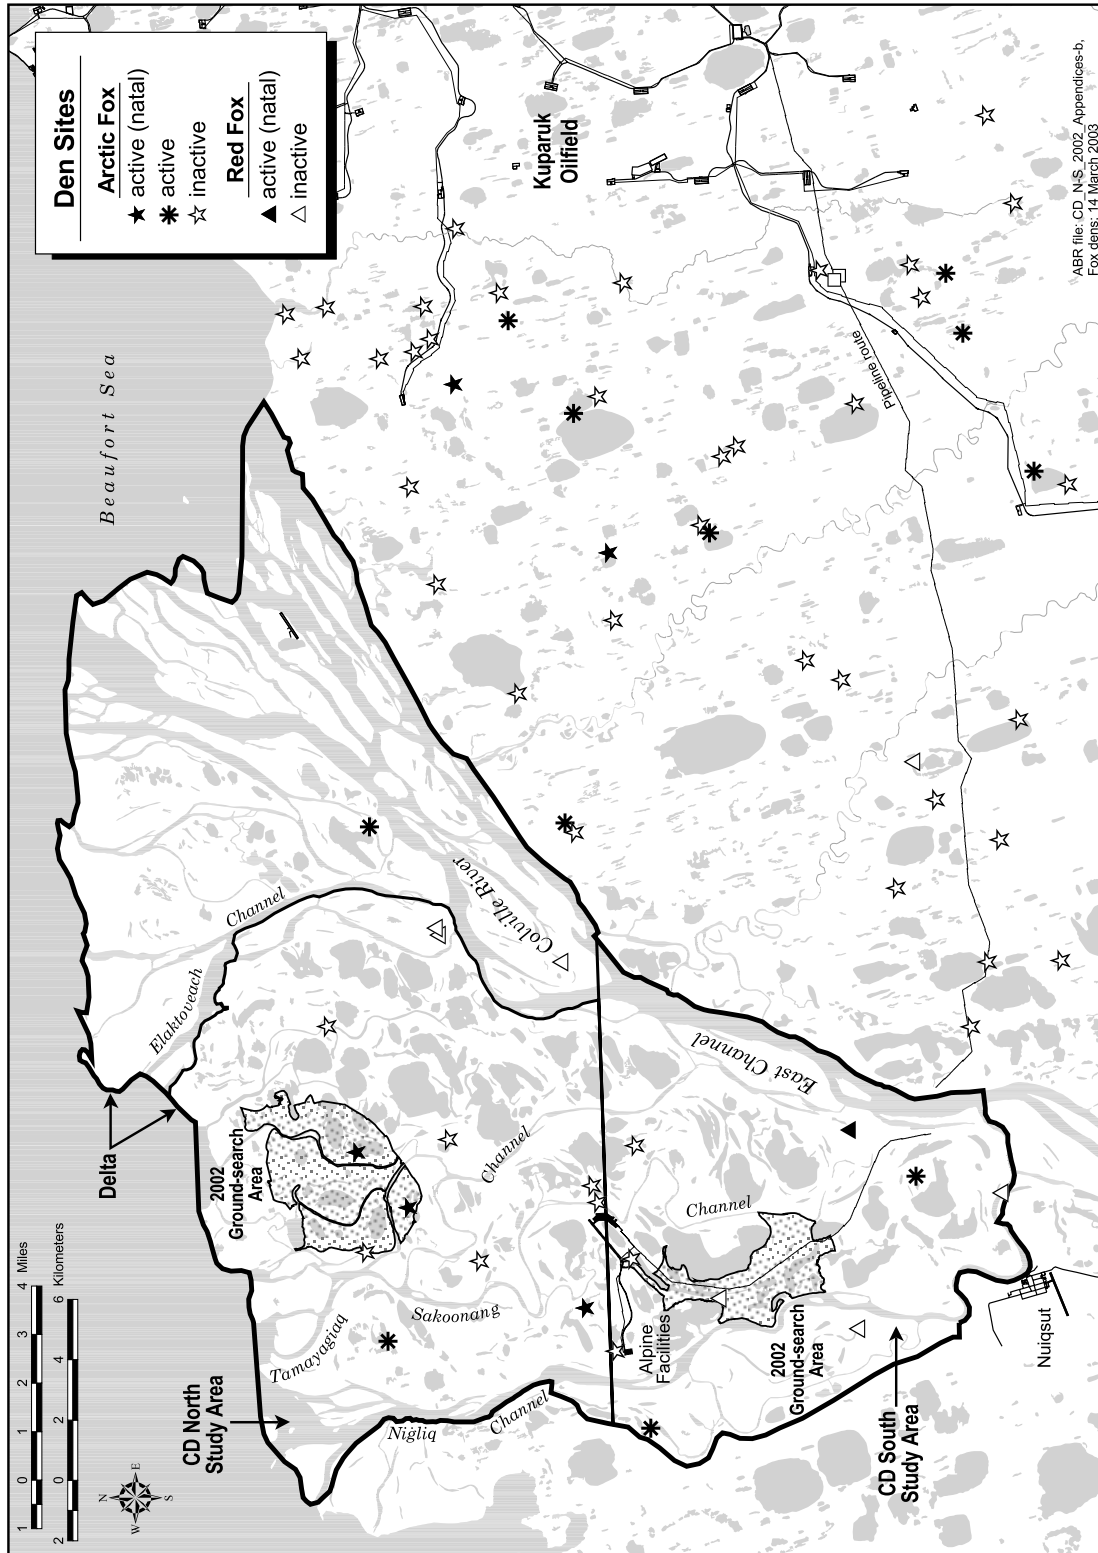 Den Sites
Arctic Fox
active (natal)
active
inactive
Red Fox
active (natal)
inactive
Beaufort Sea
Kuparuk
Oilfield
Pipeline route
Colville River
Elaktoveach
Channel
East Channel
Delta
2002
Ground-search
Area
Channel
Sakoonang
Tamayagiaq
CD North
Study Area
Nigliq
Channel
Channel
Alpine
Facilities
2002
Ground-search
Area
CD South
Study Area
Nuiqsut
1 0 1 2 3 4 Miles
2 0 2 4 6 Kilometers
N
E
S
W
ABR file: CD_N-S_2002_Appendices-b,
Fox dens: 14 March 2003